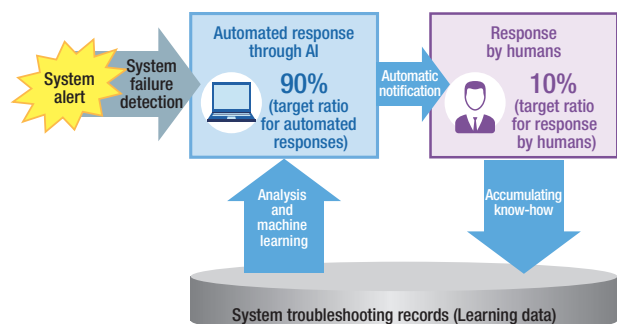 System
alert
System
failure
detection
Automated response
through AI
90%
(target ratio
for automated
responses)
Automatic
notification
Response
by humans
10%
(target ratio
for response
by humans)
Analysis
and
machine
learning
Accumulating
know-how
System troubleshooting records (Learning data)